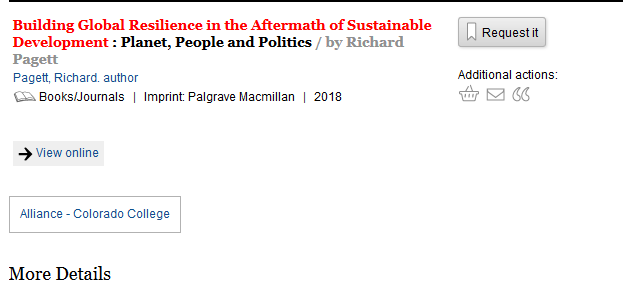 Building Global Resilience in the Aftermath of Sustainable
Development : Planet, People and Politics / by Richard
Pagett
Pagett, Richard. author
Books/Journals | Imprint: Palgrave Macmillan | 2018
View online
Alliance - Colorado College
More Details
Request it
Additional actions: